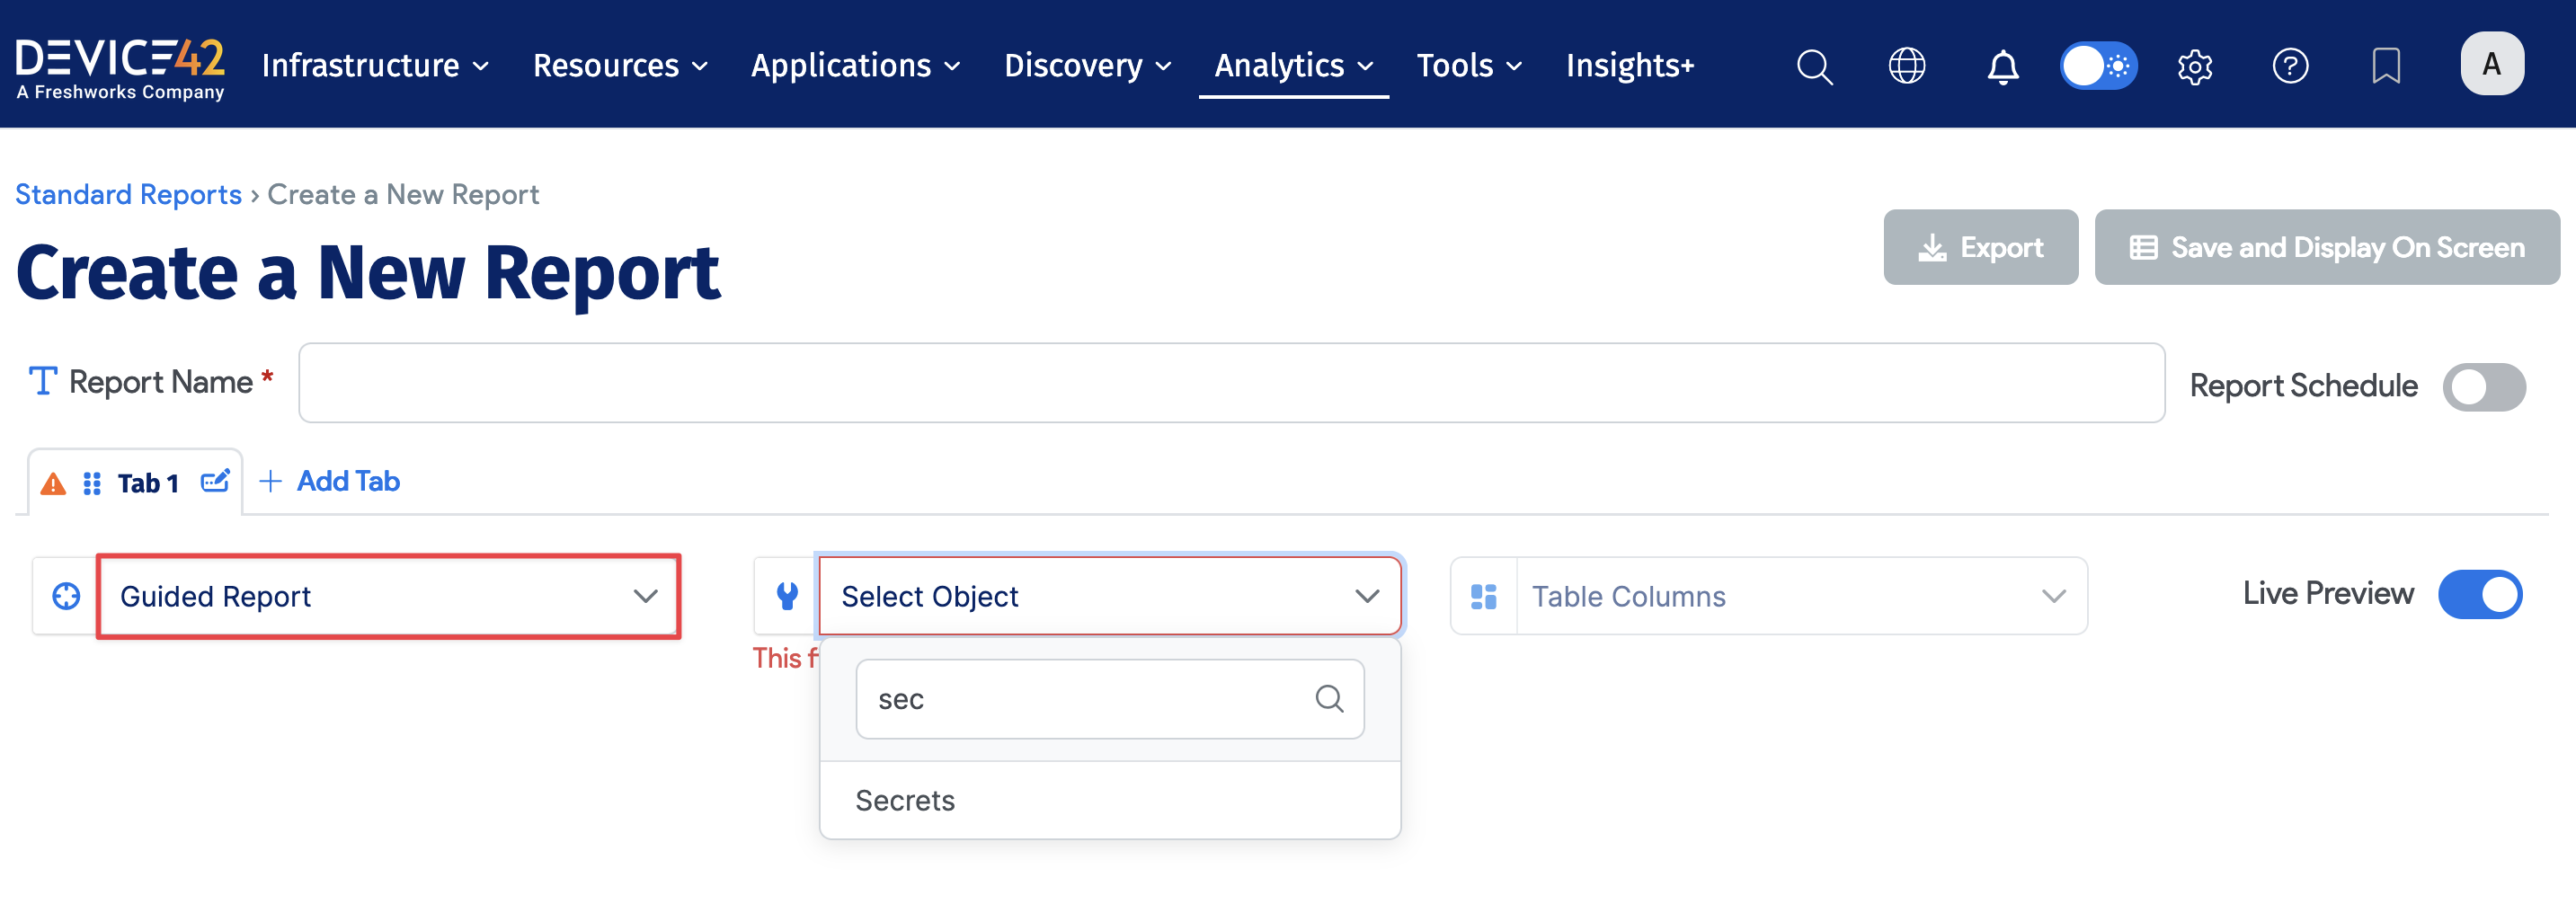 DEVICE42
A Freshworks Company
Infrastructure Resources Applications Discovery Analytics Tools Insights+ A
Standard Reports › Create a New Report
Create a New Report
Export Save and Display On Screen
Report Name * Report Schedule
Tab 1 + Add Tab
Guided Report Select Object Table Columns Live Preview
This f
sec
Secrets